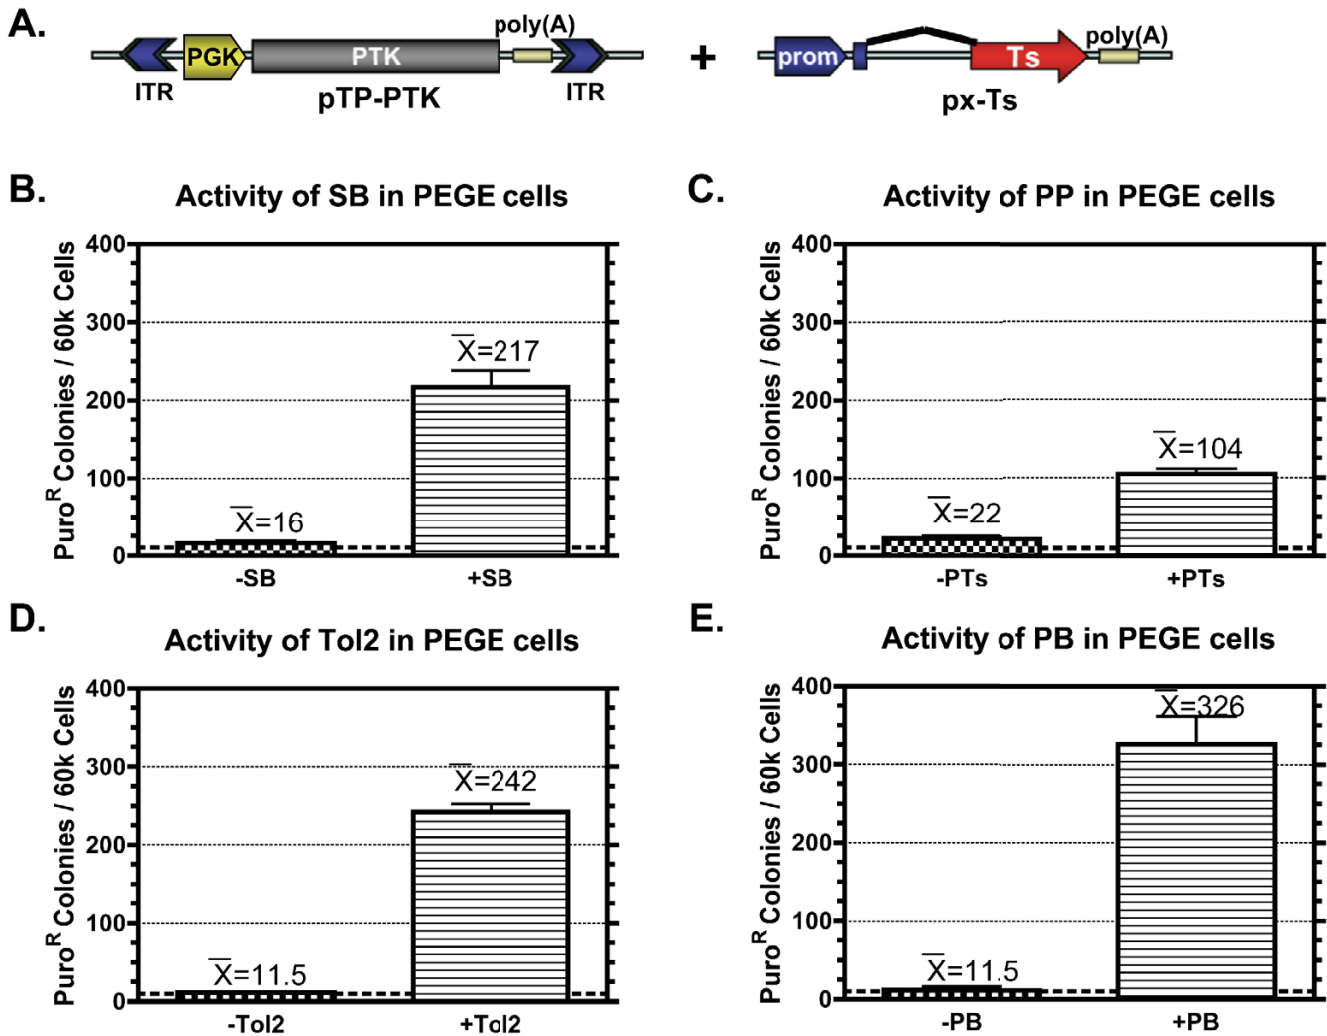 A.
ITR
PGK
PTK
poly(A)
ITR
pTP-PTK
+
prom
Ts
poly(A)
px-Ts
B.
Activity of SB in PEGE cells
Puroᴿ Colonies / 60k Cells
400
300
200
100
0
X̅=16
X̅=217
-SB
+SB
C.
Activity of PP in PEGE cells
Puroᴿ Colonies / 60k Cells
400
300
200
100
0
X̅=22
X̅=104
-PTs
+PTs
D.
Activity of Tol2 in PEGE cells
Puroᴿ Colonies / 60k Cells
400
300
200
100
0
X̅=11.5
X̅=242
-Tol2
+Tol2
E.
Activity of PB in PEGE cells
Puroᴿ Colonies / 60k Cells
400
300
200
100
0
X̅=11.5
X̅=326
-PB
+PB